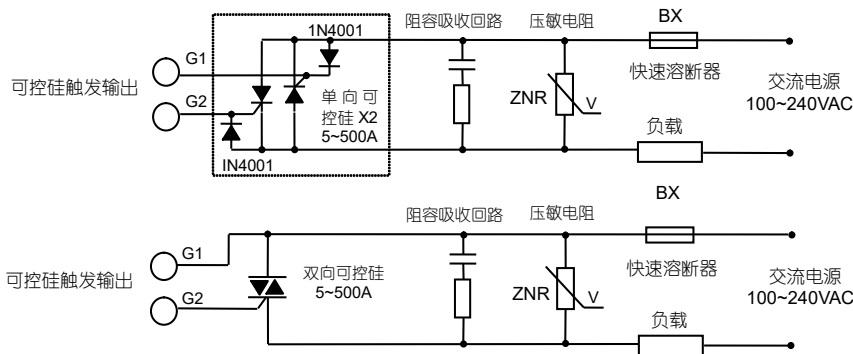 1N4001
阻容吸收回路
压敏电阻
BX
G1
快速溶断器
可控硅触发输出
交流电源
G2
单向可
ZNR
100~240VAC
控硅 X2
V
负载
5~500A
IN4001
BX
阻容吸收回路
压敏电阻
G1
双向可控硅
快速溶断器
可控硅触发输出
交流电源
5~500A
G2
ZNR
V
100~240VAC
负载